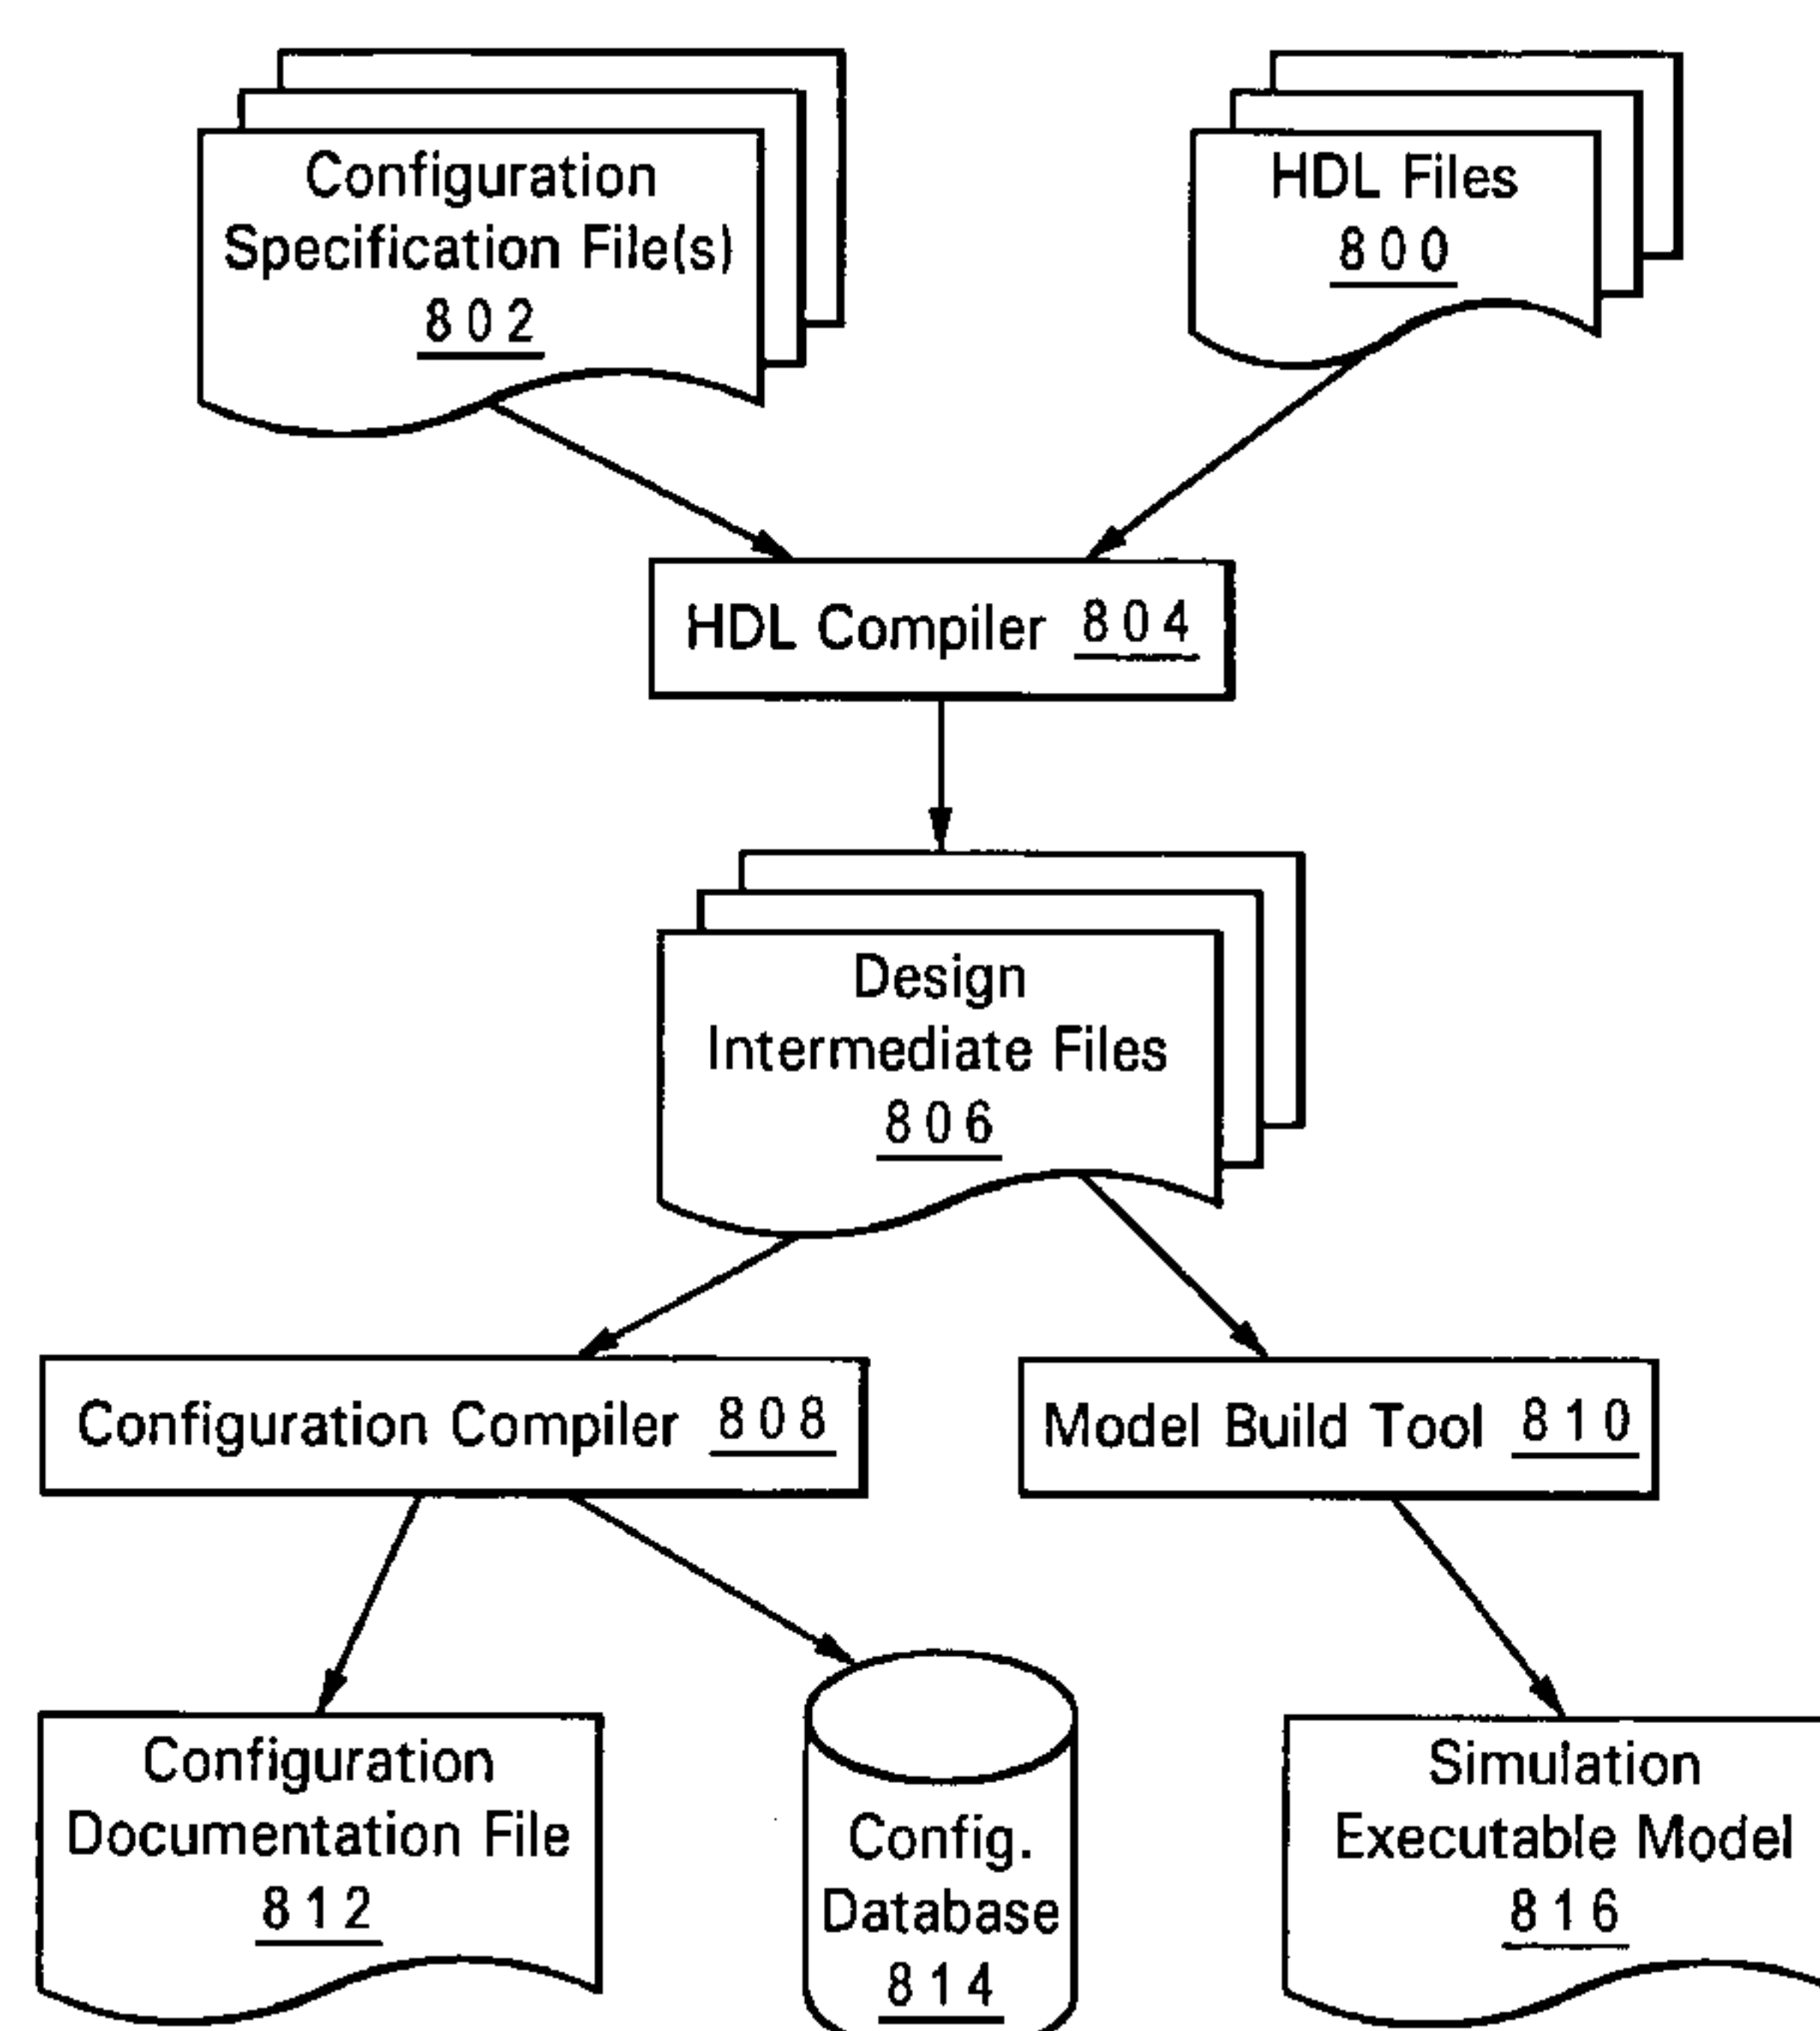 Configuration
Specification File(s)
802
HDL Files
800
HDL Compiler 804
Design
Intermediate Files
806
Configuration Compiler 808
Model Build Tool 810
Configuration
Documentation File
812
Config.
Database
814
Simulation
Executable Model
816